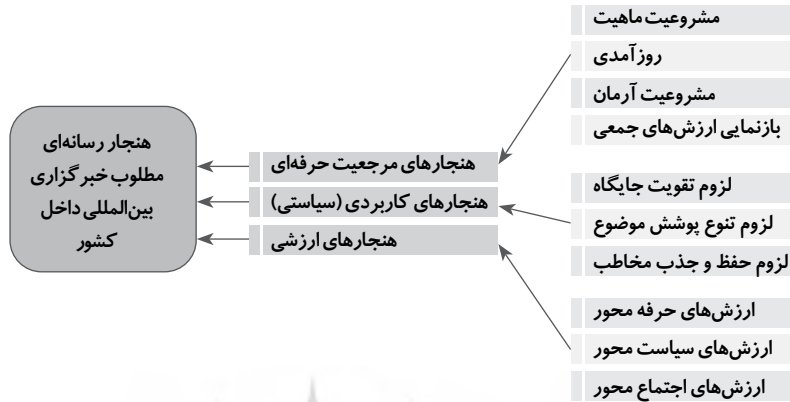 مشروعیت ماهیت
روزآمدی
مشروعیت آرمان
بازنمایی ارزش‌های جمعی
لزوم تقویت جایگاه
لزوم تنوع پوشش موضوع
لزوم حفظ و جذب مخاطب
ارزش‌های حرفه محور
ارزش‌های سیاست محور
ارزش‌های اجتماع محور
هنجارهای مرجعیت حرفه‌ای
هنجارهای کاربردی (سیاستی)
هنجارهای ارزشی
هنجار رسانه‌ای
مطلوب خبرگزاری
بین‌المللی داخل
کشور